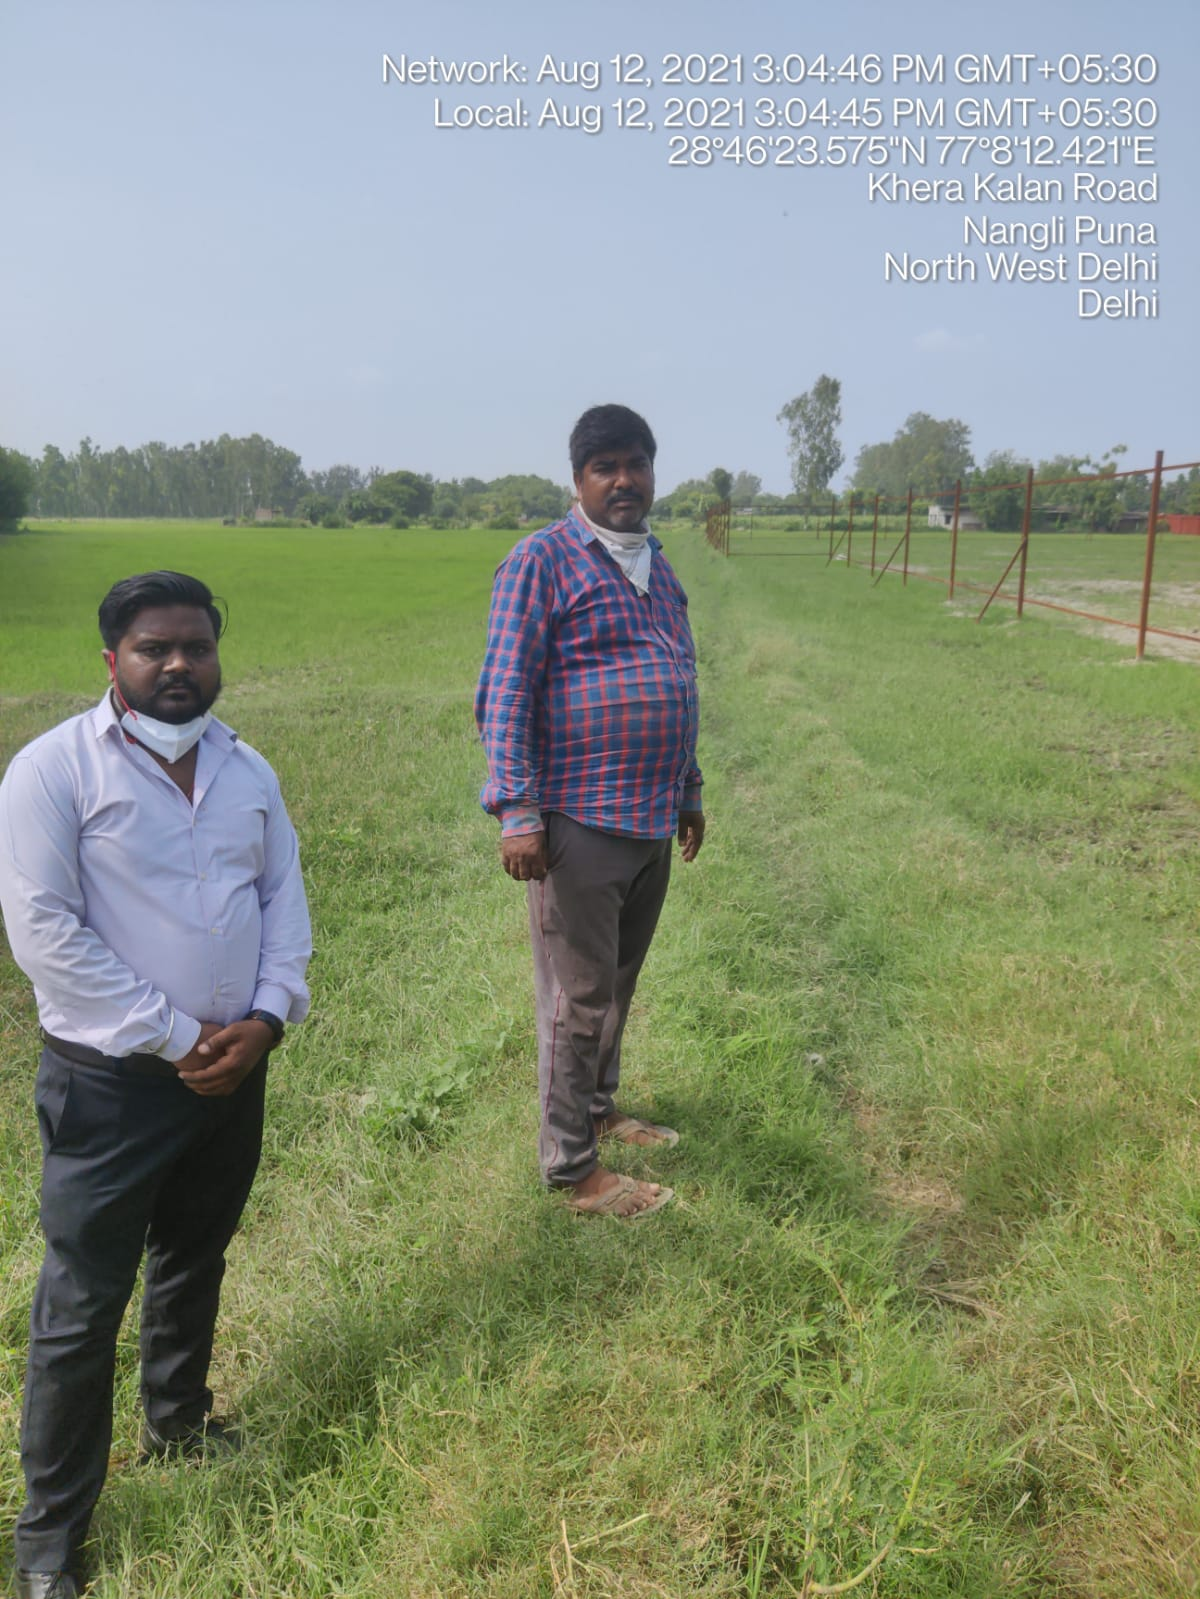 Network: Aug 12, 2021 3:04:46 PM GMT+05:30
Local: Aug 12, 2021 3:04:45 PM GMT+05:30
28°46'23.575"N 77°8'12.421"E
Khera Kalan Road
Nangli Puna
North West Delhi
Delhi